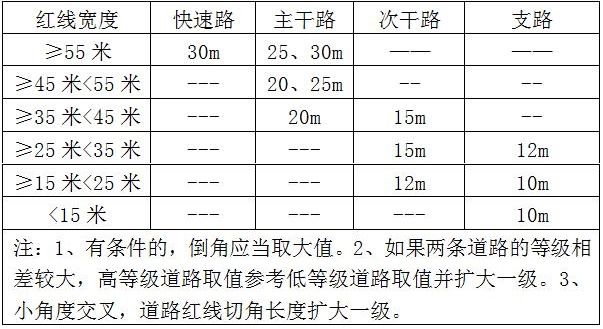 红线宽度 快速路 主干路 次干路 支路
≥55 米 30m 25、30m —— ——
≥45 米<55 米 --- 20、25m -- --
≥35 米<45 米 --- 20m 15m --
≥25 米<35 米 --- --- 15m 12m
≥15 米<25 米 --- --- 12m 10m
<15 米 --- --- --- 10m
注：1、有条件的，倒角应当取大值。2、如果两条道路的等级相
差较大，高等级道路取值参考低等级道路取值并扩大一级。3、
小角度交叉，道路红线切角长度扩大一级。